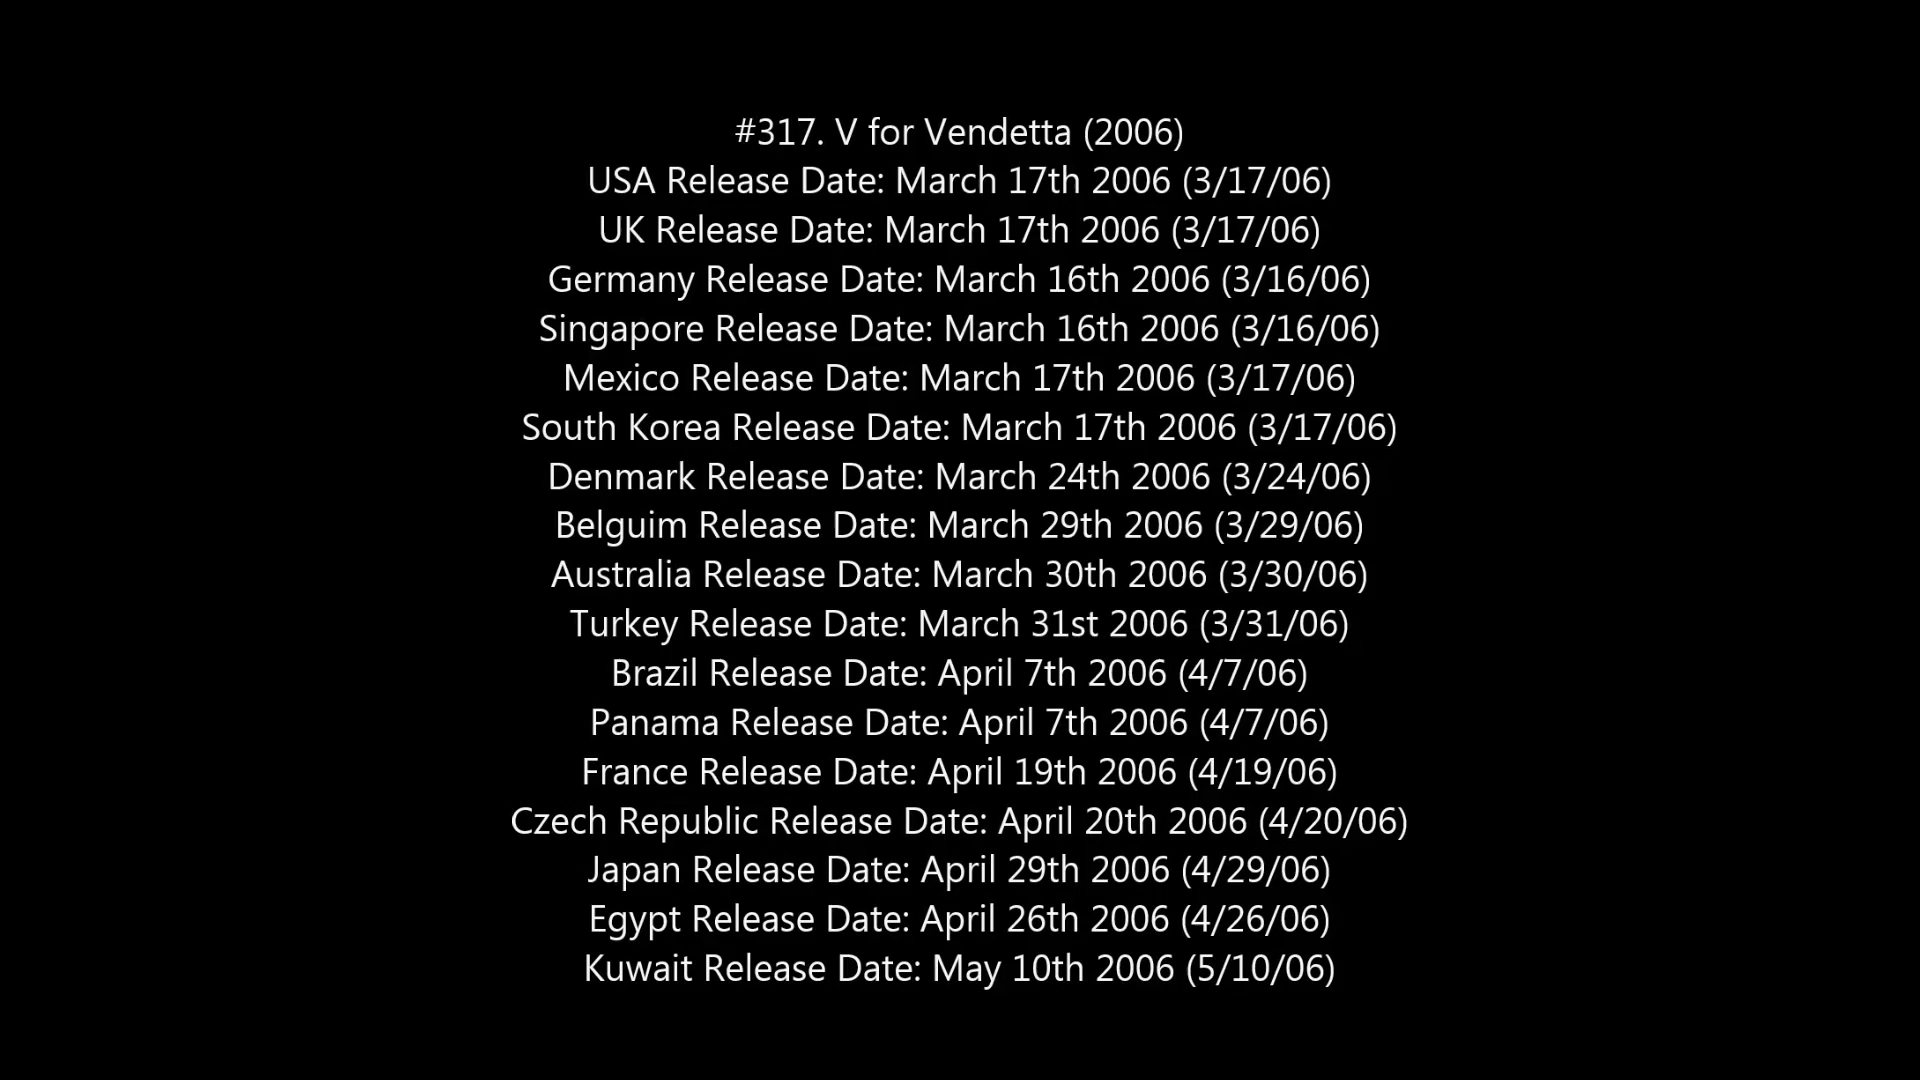 #317. V for Vendetta (2006)
USA Release Date: March 17th 2006 (3/17/06)
UK Release Date: March 17th 2006 (3/17/06)
Germany Release Date: March 16th 2006 (3/16/06)
Singapore Release Date: March 16th 2006 (3/16/06)
Mexico Release Date: March 17th 2006 (3/17/06)
South Korea Release Date: March 17th 2006 (3/17/06)
Denmark Release Date: March 24th 2006 (3/24/06)
Belguim Release Date: March 29th 2006 (3/29/06)
Australia Release Date: March 30th 2006 (3/30/06)
Turkey Release Date: March 31st 2006 (3/31/06)
Brazil Release Date: April 7th 2006 (4/7/06)
Panama Release Date: April 7th 2006 (4/7/06)
France Release Date: April 19th 2006 (4/19/06)
Czech Republic Release Date: April 20th 2006 (4/20/06)
Japan Release Date: April 29th 2006 (4/29/06)
Egypt Release Date: April 26th 2006 (4/26/06)
Kuwait Release Date: May 10th 2006 (5/10/06)